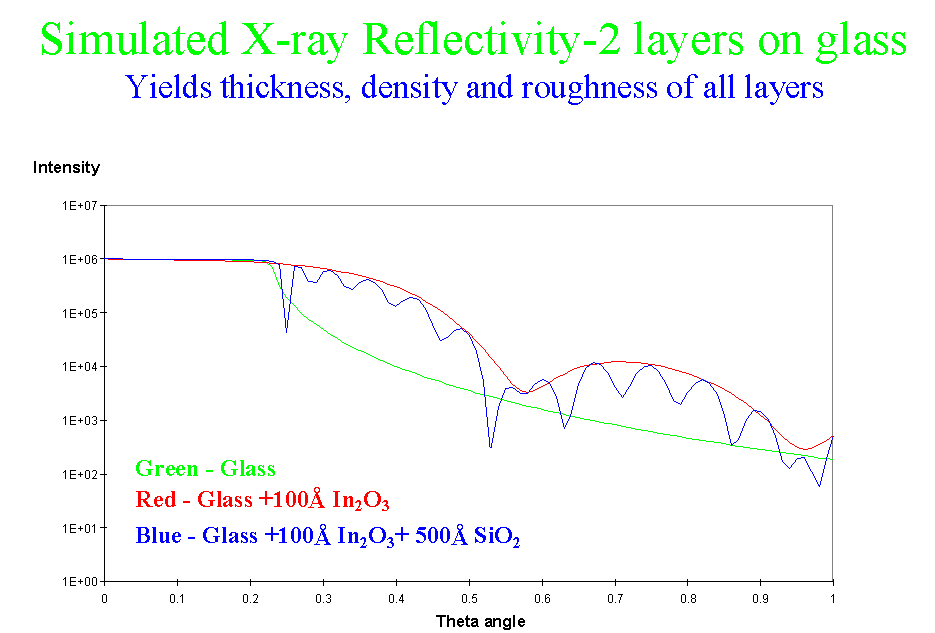 Simulated X-ray Reflectivity-2 layers on glass
Yields thickness, density and roughness of all layers
Intensity
1E+07
1E+06
1E+05
1E+04
1E+03
1E+02
1E+01
1E+00
Green - Glass
Red - Glass +100Å In₂O₃
Blue - Glass +100Å In₂O₃+ 500Å SiO₂
0 0.1 0.2 0.3 0.4 0.5 0.6 0.7 0.8 0.9 1
Theta angle